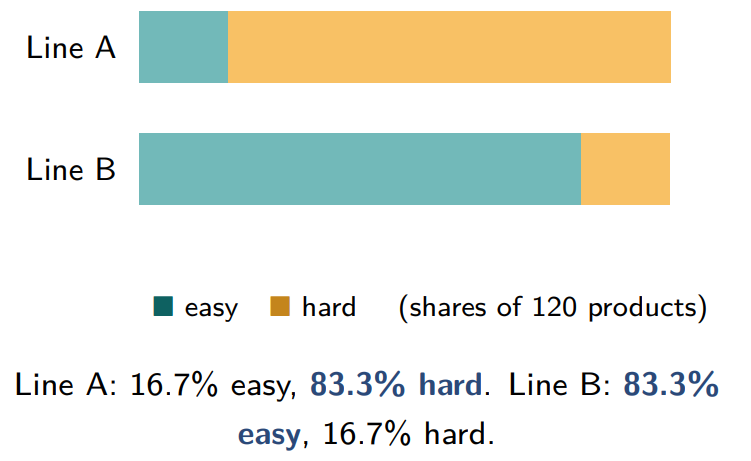 Line A
Line B
easy hard (shares of 120 products)
Line A: 16.7% easy, 83.3% hard. Line B: 83.3%
easy, 16.7% hard.